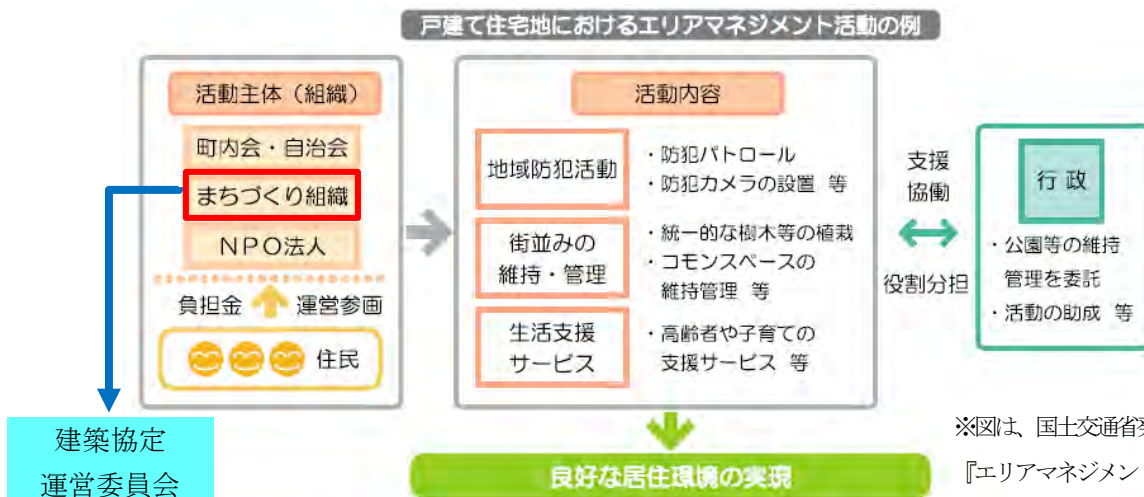 戸建て住宅地におけるエリアマネジメント活動の例
活動主体（組織）
町内会・自治会
まちづくり組織
NPO法人
負担金 運営参画
住民
建築協定
運営委員会
活動内容
地域防犯活動
・防犯パトロール
・防犯カメラの設置 等
街並みの
維持・管理
・統一的な樹木等の植栽
・コモンスペースの
維持管理 等
生活支援
サービス
・高齢者や子育ての
支援サービス 等
良好な居住環境の実現
支援
協働
役割分担
行政
・公園等の維持
管理を委託
・活動の助成 等
※図は、国土交通省
『エリアマネジメン